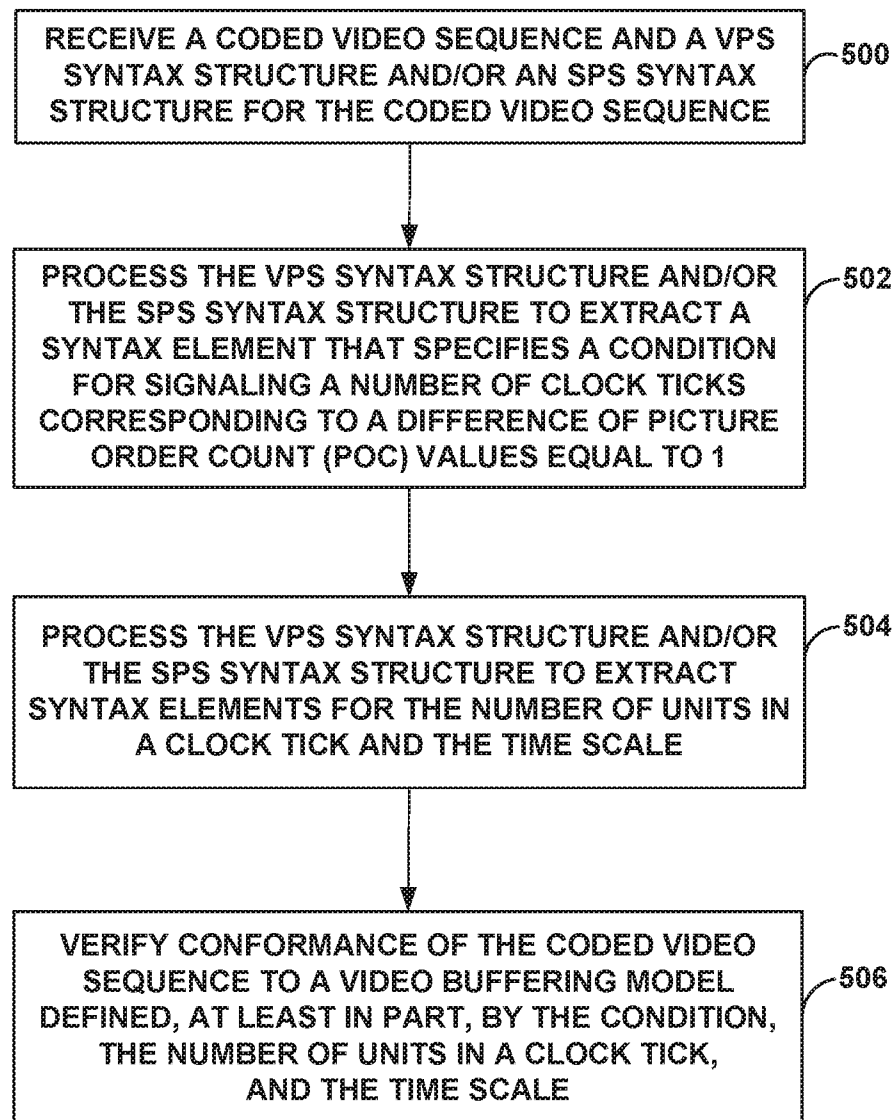 RECEIVE A CODED VIDEO SEQUENCE AND A VPS
SYNTAX STRUCTURE AND/OR AN SPS SYNTAX
STRUCTURE FOR THE CODED VIDEO SEQUENCE
500
PROCESS THE VPS SYNTAX STRUCTURE AND/OR
THE SPS SYNTAX STRUCTURE TO EXTRACT A
SYNTAX ELEMENT THAT SPECIFIES A CONDITION
FOR SIGNALING A NUMBER OF CLOCK TICKS
CORRESPONDING TO A DIFFERENCE OF PICTURE
ORDER COUNT (POC) VALUES EQUAL TO 1
502
PROCESS THE VPS SYNTAX STRUCTURE AND/OR
THE SPS SYNTAX STRUCTURE TO EXTRACT
SYNTAX ELEMENTS FOR THE NUMBER OF UNITS IN
A CLOCK TICK AND THE TIME SCALE
504
VERIFY CONFORMANCE OF THE CODED VIDEO
SEQUENCE TO A VIDEO BUFFERING MODEL
DEFINED, AT LEAST IN PART, BY THE CONDITION,
THE NUMBER OF UNITS IN A CLOCK TICK,
AND THE TIME SCALE
506